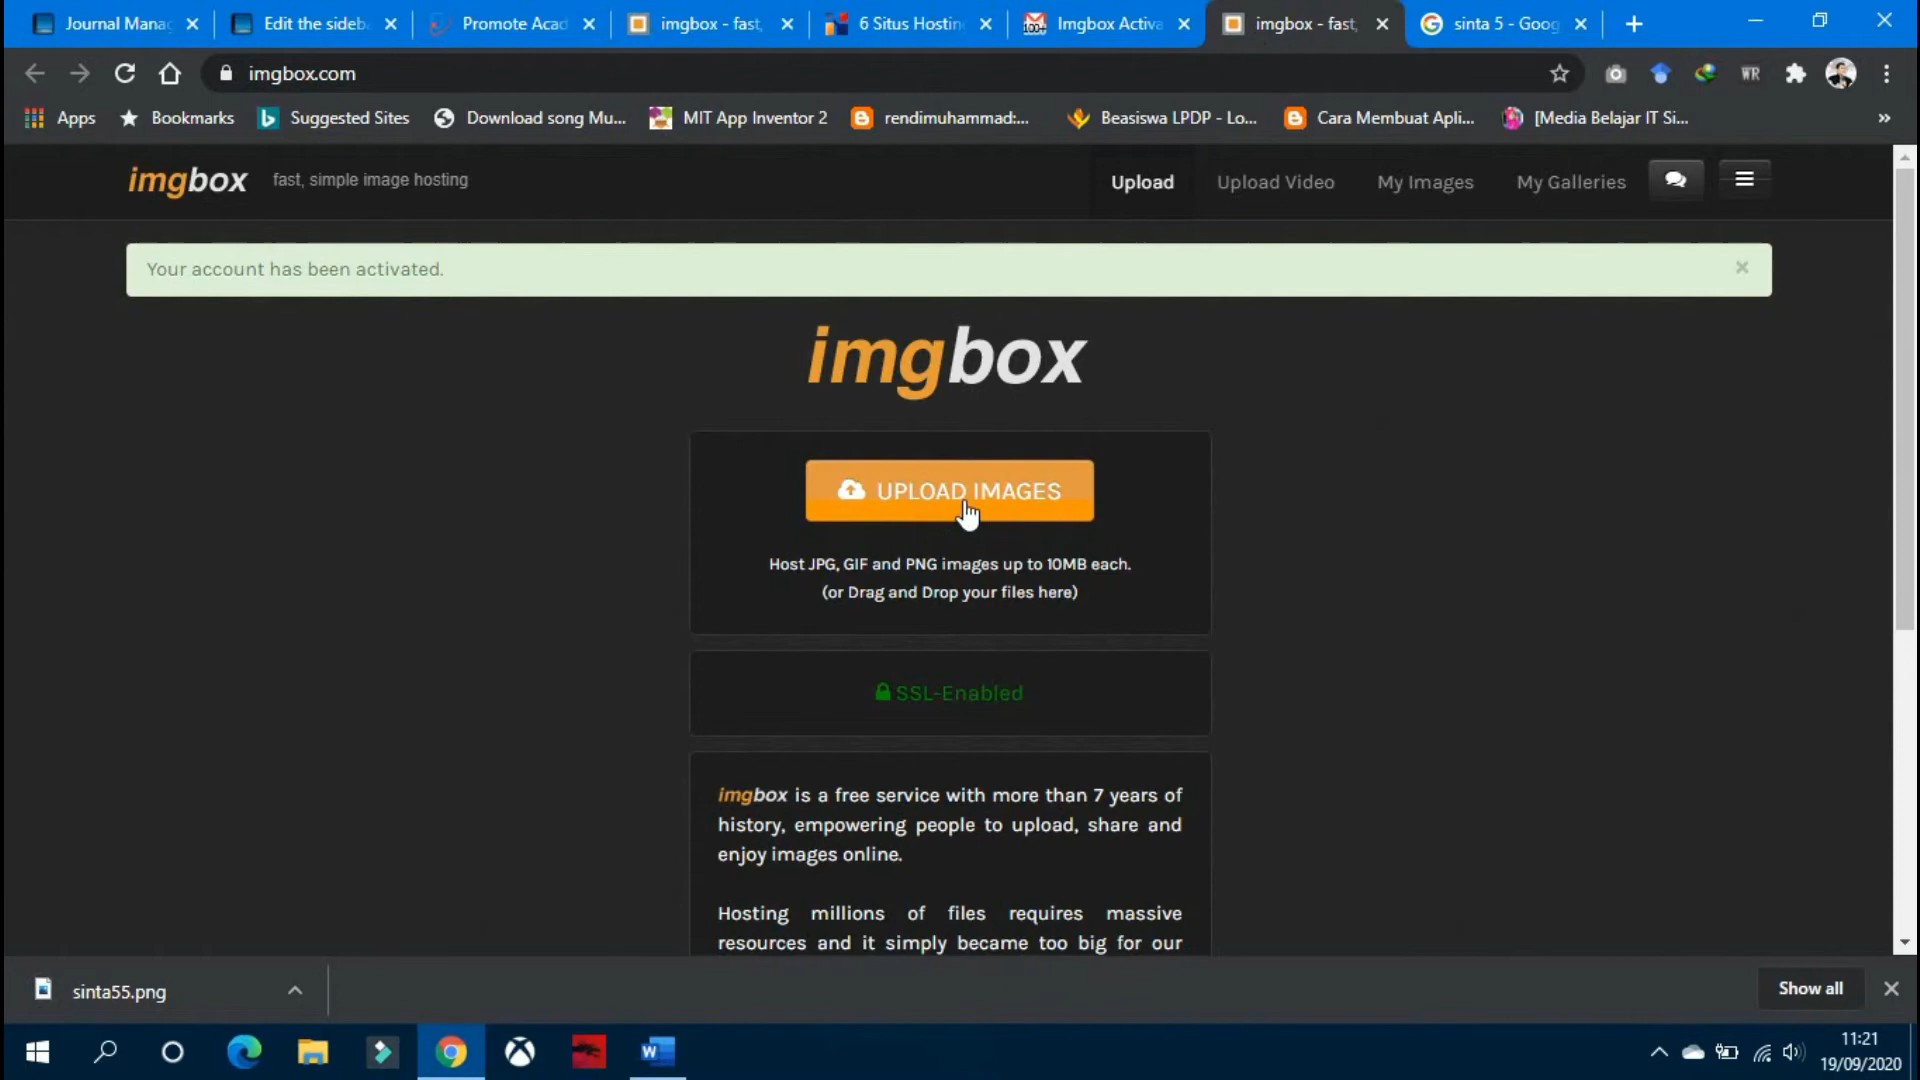 Journal Mana
Edit the sideb
Promote Acad
imgbox - fast,
6 Situs Hosting
Imgbox Activa
imgbox - fast,
sinta 5 - Goog
imgbox.com
WR
Apps
Bookmarks
Suggested Sites
Download song Mu...
MIT App Inventor 2
rendimuhammad:...
Beasiswa LPDP - Lo...
Cara Membuat Apli...
[Media Belajar IT Si...
»
imgbox
fast, simple image hosting
Upload
Upload Video
My Images
My Galleries
Your account has been activated.
×
imgbox
UPLOAD IMAGES
Host JPG, GIF and PNG images up to 10MB each.
(or Drag and Drop your files here)
SSL-Enabled
imgbox is a free service with more than 7 years of
history, empowering people to upload, share and
enjoy images online.
Hosting millions of files requires massive
resources and it simply became too big for our
sinta55.png
Show all
11:21
19/09/2020